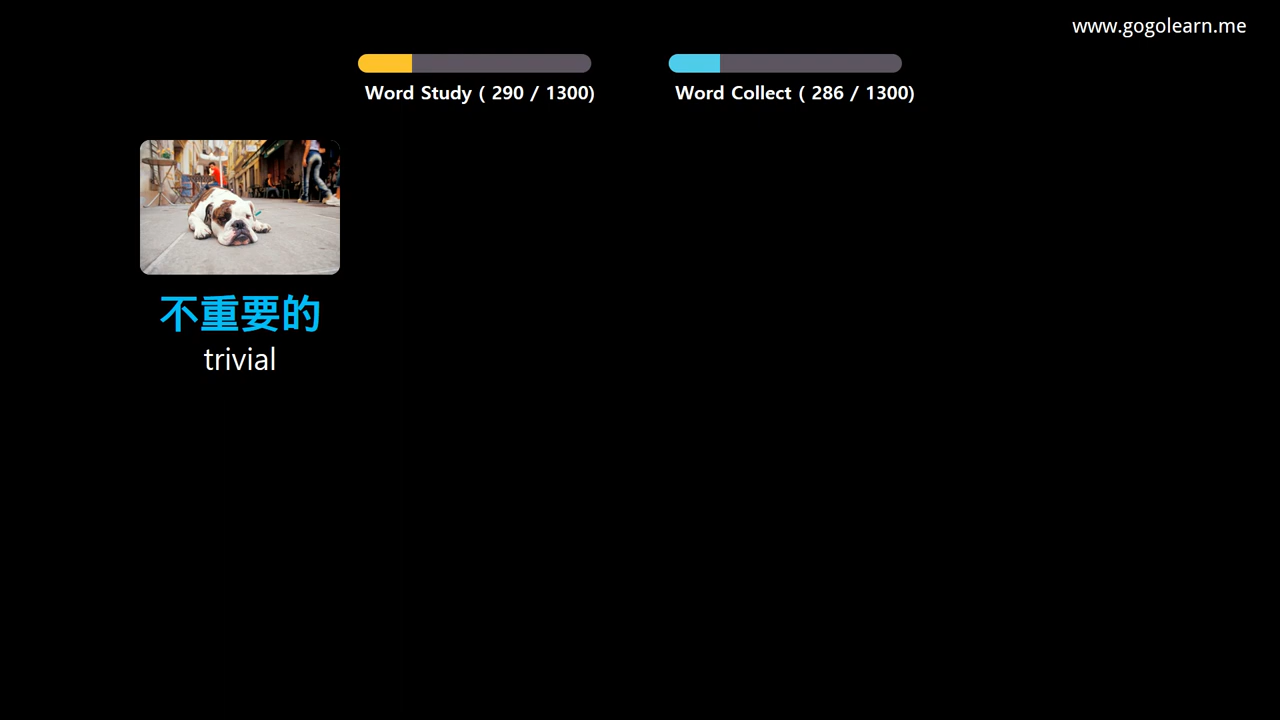 www.gogolearn.me
Word Study ( 290 / 1300)
Word Collect ( 286 / 1300)
不重要的
trivial